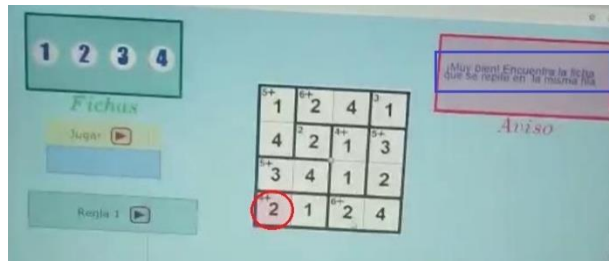 1 2 3 4
Fichas
Jugar
Regla 1
5+ 6+ 3
1 2 4 1
2 4+ 5+
4 2 1 3
5+
3 4 1 2
6+
2 1 2 4
¡Muy bien! Encuentra la ficha
que se repite en la misma fila
Aviso